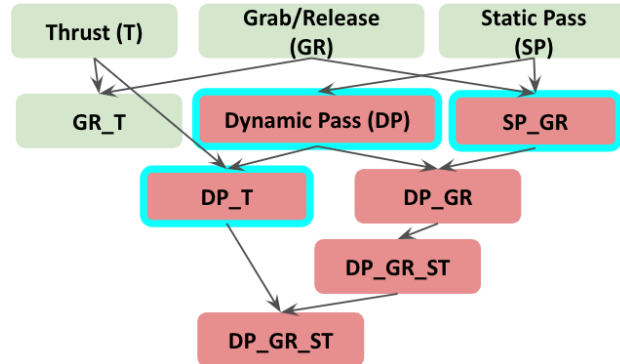 Thrust (T)
Grab/Release
(GR)
Static Pass
(SP)
GR_T
Dynamic Pass (DP)
SP_GR
DP_T
DP_GR
DP_GR_ST
DP_GR_ST